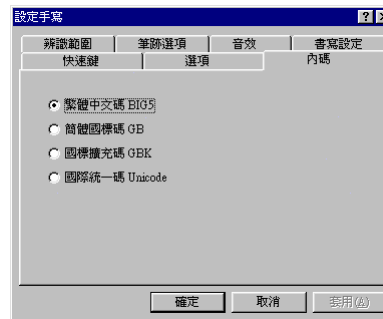 設定手寫
辨識範圍 筆跡選項 音效 書寫設定
快速鍵 選項 內碼
繁體中文碼 BIG5
簡體國標碼 GB
國標擴充碼 GBK
國際統一碼 Unicode
確定 取消 套用(A)